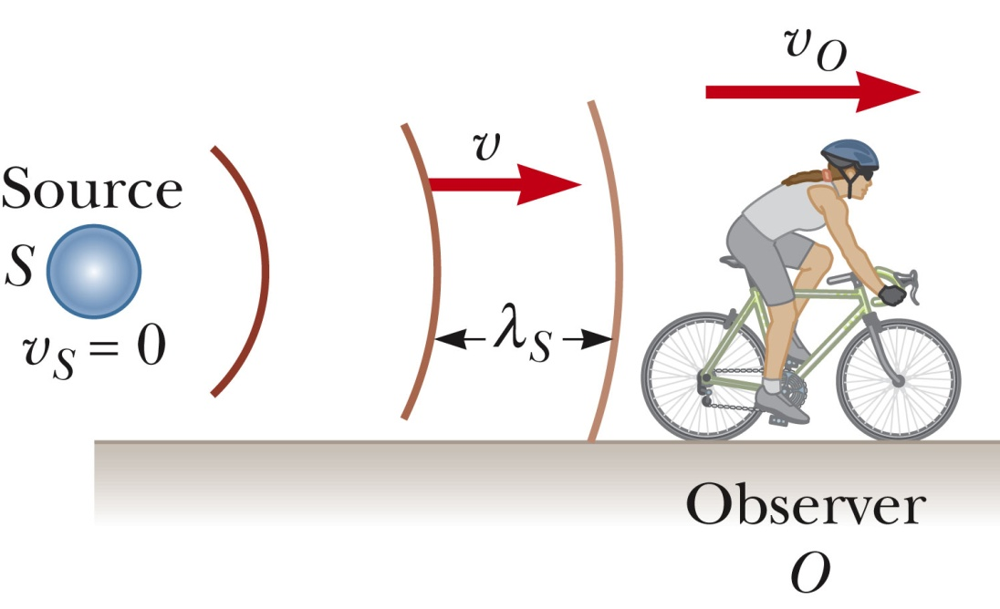 Source
S
v_S = 0
v
λ_S
v_O
Observer
O